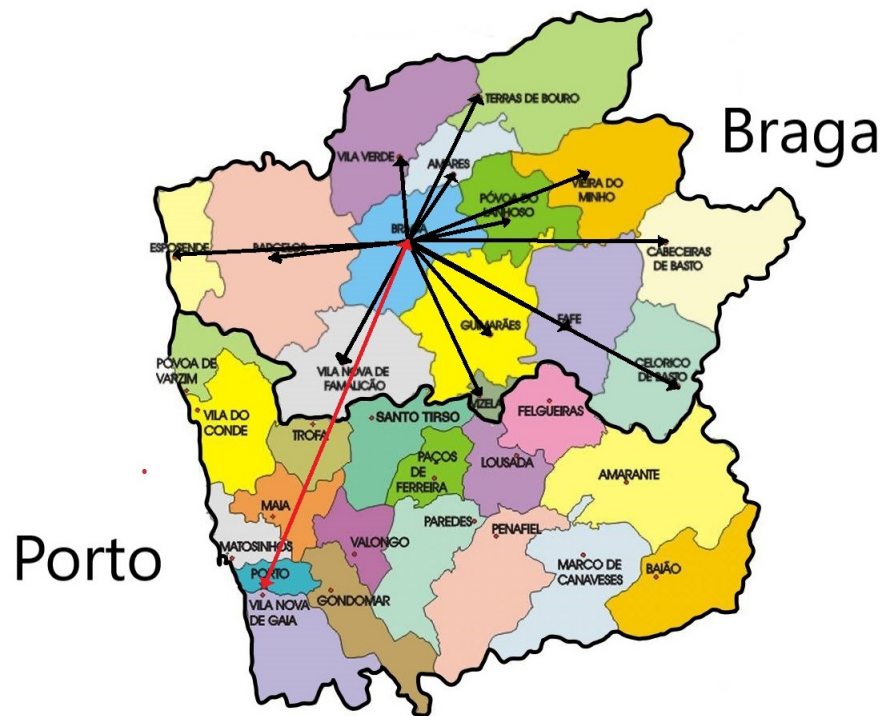 TERRAS DE BOURO
Braga
VILA VERDE
AMARES
VIEIRA DO
MINHO
PÓVOA DO
LANHOSO
BRAGA
ESPOSENDE
BARCELOS
CABECEIRAS
DE BASTO
GUIMARÃES
FAFE
PÓVOA DE
VARZIM
VILA NOVA DE
FAMALICÃO
CELORICO
DE BASTO
VIZELA
FELGUEIRAS
VILA DO
CONDE
SANTO TIRSO
TROFA
PAÇOS
DE
FERREIRA
LOUSADA
AMARANTE
MAIA
PAREDES
PENAFIEL
Porto
MATOSINHOS
VALONGO
MARCO DE
CANAVESES
BAIÃO
PORTO
GONDOMAR
VILA NOVA
DE GAIA